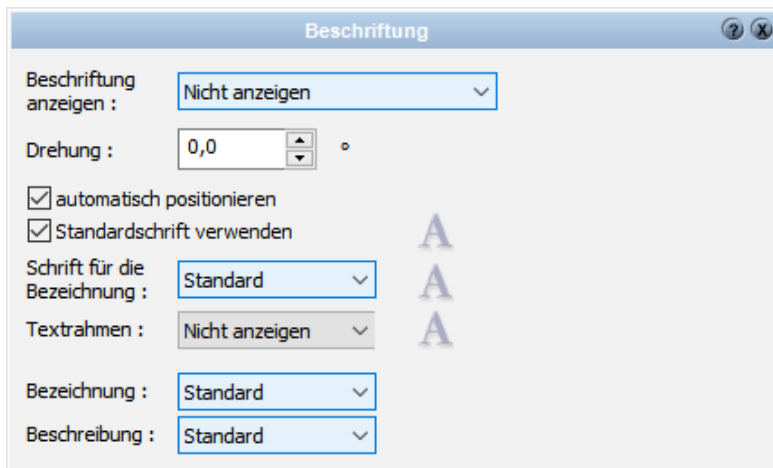 Beschriftung
Beschriftung
anzeigen :
Nicht anzeigen
Drehung :
0,0
°
automatisch positionieren
Standardschrift verwenden
A
Schrift für die
Bezeichnung :
Standard
A
Textrahmen :
Nicht anzeigen
A
Bezeichnung :
Standard
Beschreibung :
Standard